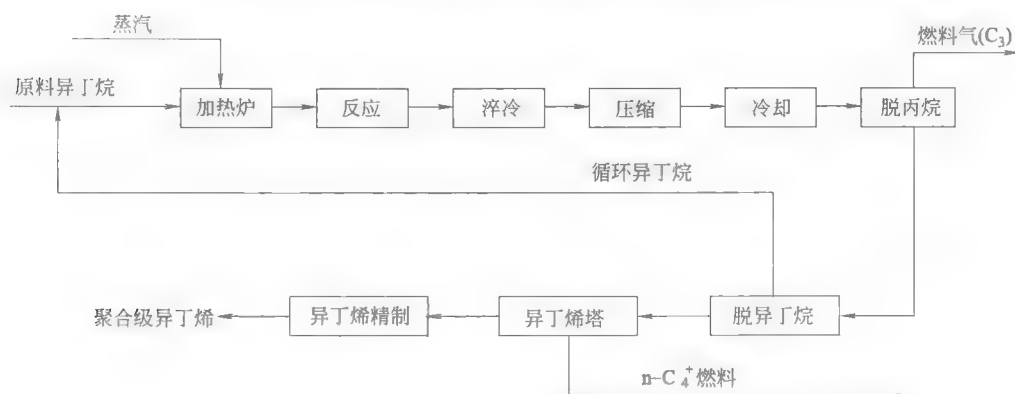 蒸汽
燃料气(C₃)
原料异丁烷
加热炉
反应
淬冷
压缩
冷却
脱丙烷
循环异丁烷
聚合级异丁烯
异丁烯精制
异丁烯塔
脱异丁烷
n-C₄⁺燃料